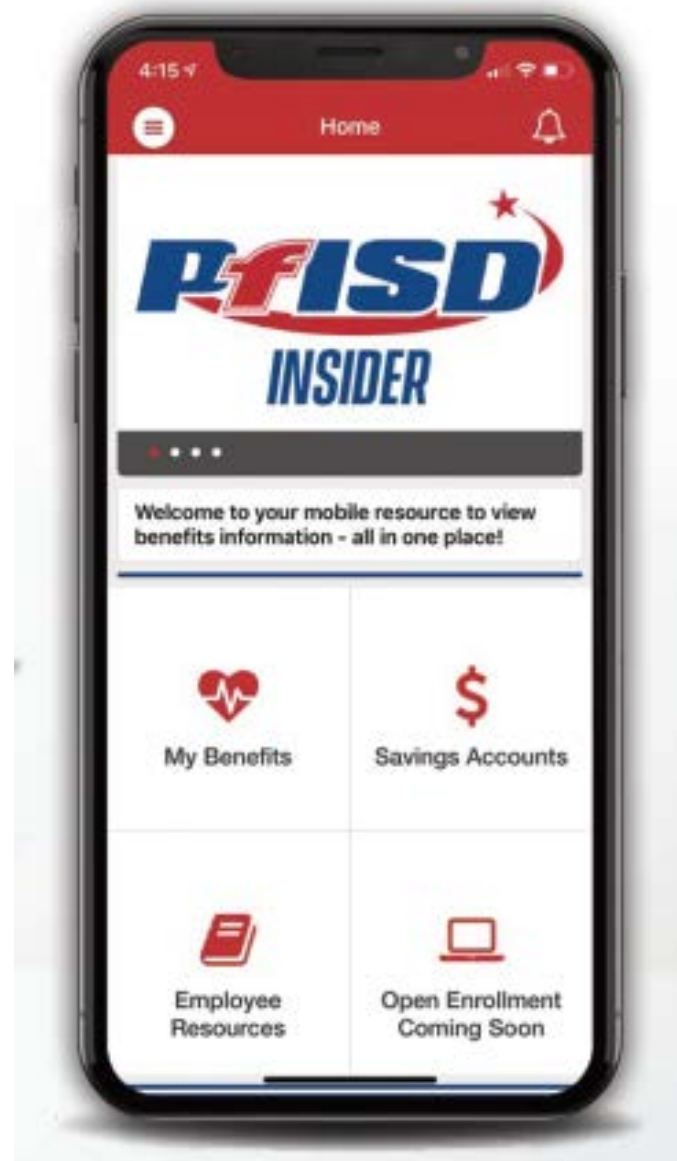 4:15
Home
PfISD
INSIDER
Welcome to your mobile resource to view
benefits information - all in one place!
My Benefits
Savings Accounts
Employee
Resources
Open Enrollment
Coming Soon